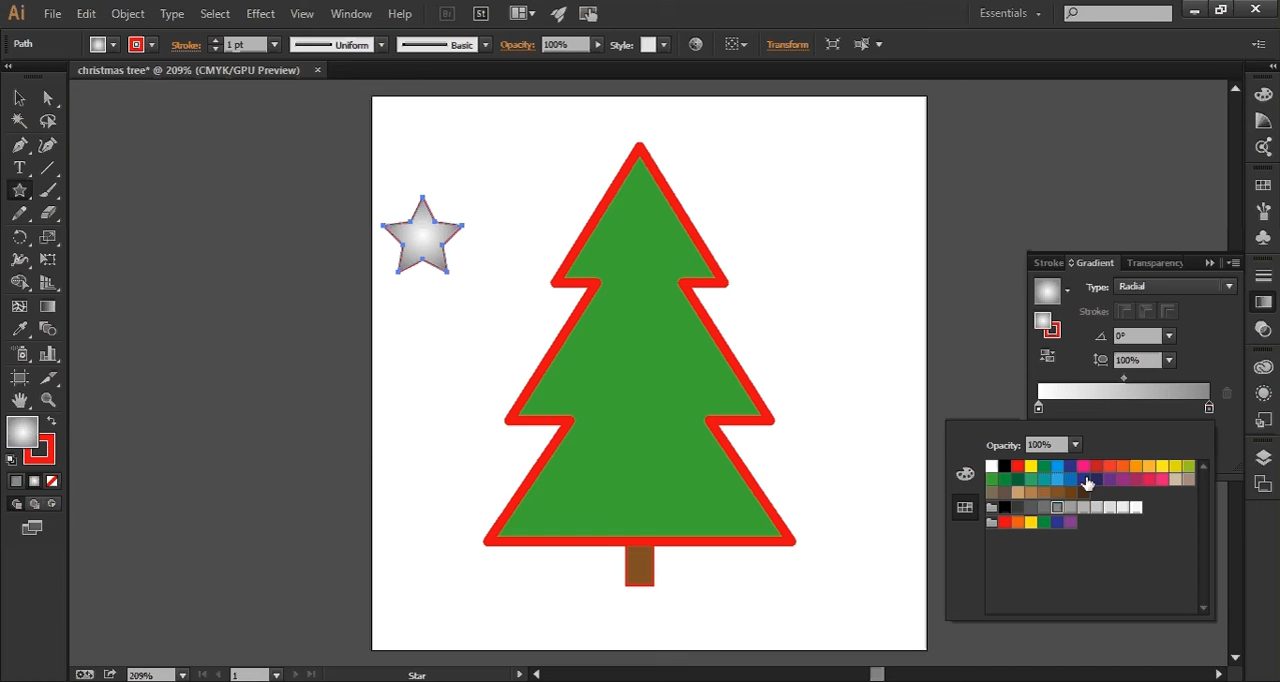 Ai File Edit Object Type Select Effect View Window Help Br St Essentials
Path Stroke: 1 pt Uniform Basic Opacity: 100% Style: Transform
christmas tree* @ 209% (CMYK/GPU Preview) ×
T
Stroke Gradient Transparency
Type: Radial
Stroke:
0°
100%
Opacity: 100%
209% 1 Star